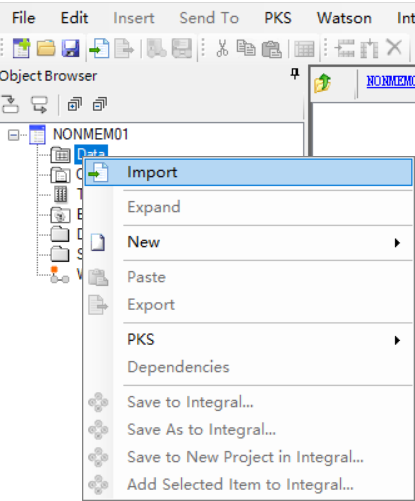 File Edit Insert Send To PKS Watson Int
Object Browser
NONMEMO
NONMEM01
Data
Import
Expand
New
Paste
Export
PKS
Dependencies
Save to Integral...
Save As to Integral...
Save to New Project in Integral...
Add Selected Item to Integral...